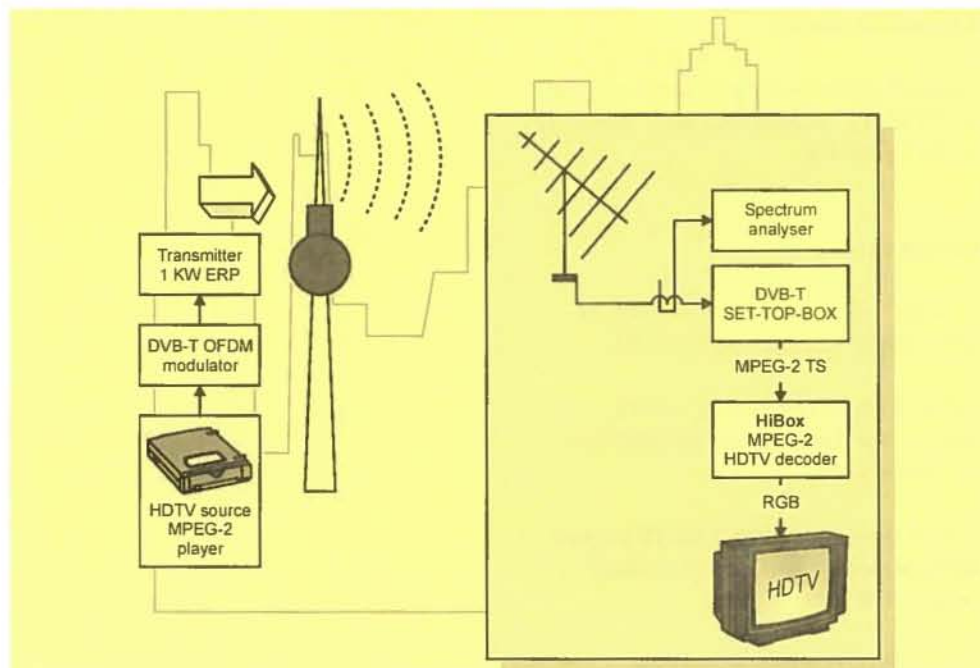 Transmitter
1 KW ERP
DVB-T OFDM
modulator
HDTV source
MPEG-2
player
Spectrum
analyser
DVB-T
SET-TOP-BOX
MPEG-2 TS
HiBox
MPEG-2
HDTV decoder
RGB
HDTV